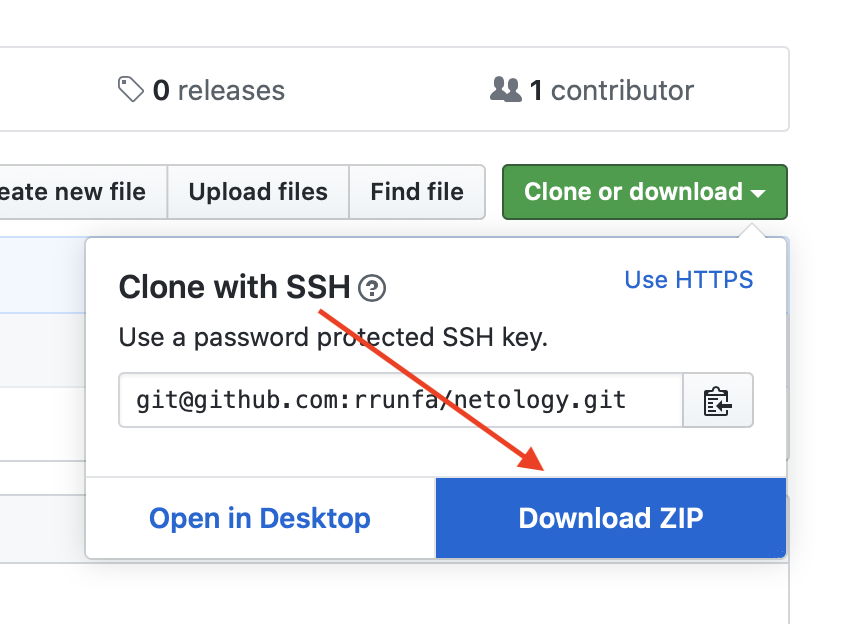 0 releases
1 contributor
eate new file
Upload files
Find file
Clone or download
Clone with SSH ?
Use HTTPS
Use a password protected SSH key.
git@github.com:rrunfa/netology.git
Open in Desktop
Download ZIP